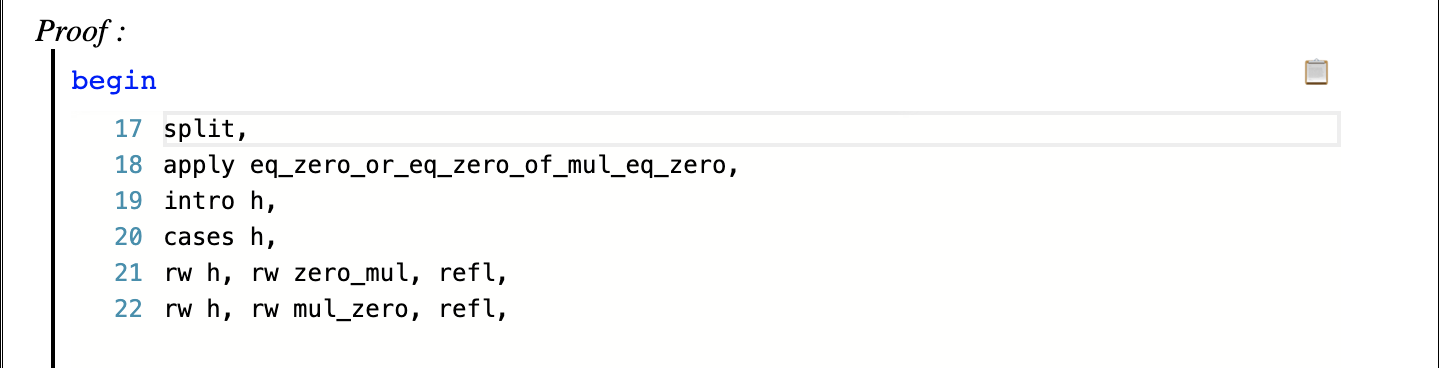 Proof :
begin
17 split,
18 apply eq_zero_or_eq_zero_of_mul_eq_zero,
19 intro h,
20 cases h,
21 rw h, rw zero_mul, refl,
22 rw h, rw mul_zero, refl,